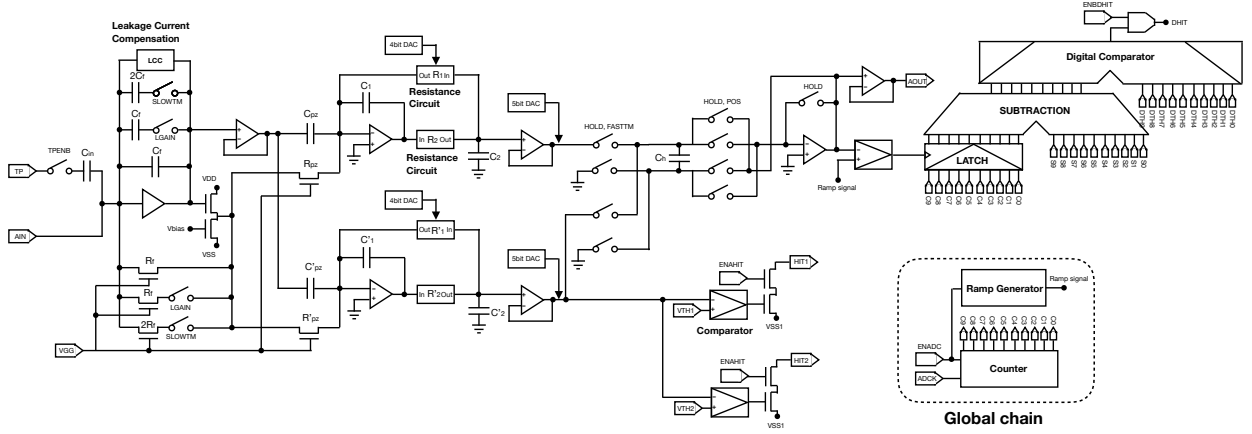 Leakage Current
Compensation
LCC
2Cf
SLOWTM
Cf
LGAIN
Cf
TPENB
Cin
TP
AIN
VDD
Vbias
VSS
Rf
Rf
LGAIN
2Rf
SLOWTM
VGG
Cpz
Rpz
C'pz
R'pz
4bit DAC
Out R1 In
Resistance
Circuit
C1
In R2 Out
Resistance
Circuit
C2
5bit DAC
4bit DAC
Out R'1 In
C'1
In R'2 Out
C'2
5bit DAC
HOLD, FASTTM
Ch
HOLD, POS
HOLD
AOUT
Ramp signal
ENBDHIT
DHIT
Digital Comparator
DTH9
DTH8
DTH7
DTH6
DTH5
DTH4
DTH3
DTH2
DTH1
DTH0
SUBTRACTION
S9
S8
S7
S6
S5
S4
S3
S2
S1
S0
LATCH
C9
C8
C7
C6
C5
C4
C3
C2
C1
C0
ENAHIT
HIT1
VTH1
Comparator
VSS1
ENAHIT
HIT2
VTH2
VSS1
Ramp Generator
Ramp signal
C9
C8
C7
C6
C5
C4
C3
C2
C1
C0
ENADC
ADCK
Counter
Global chain